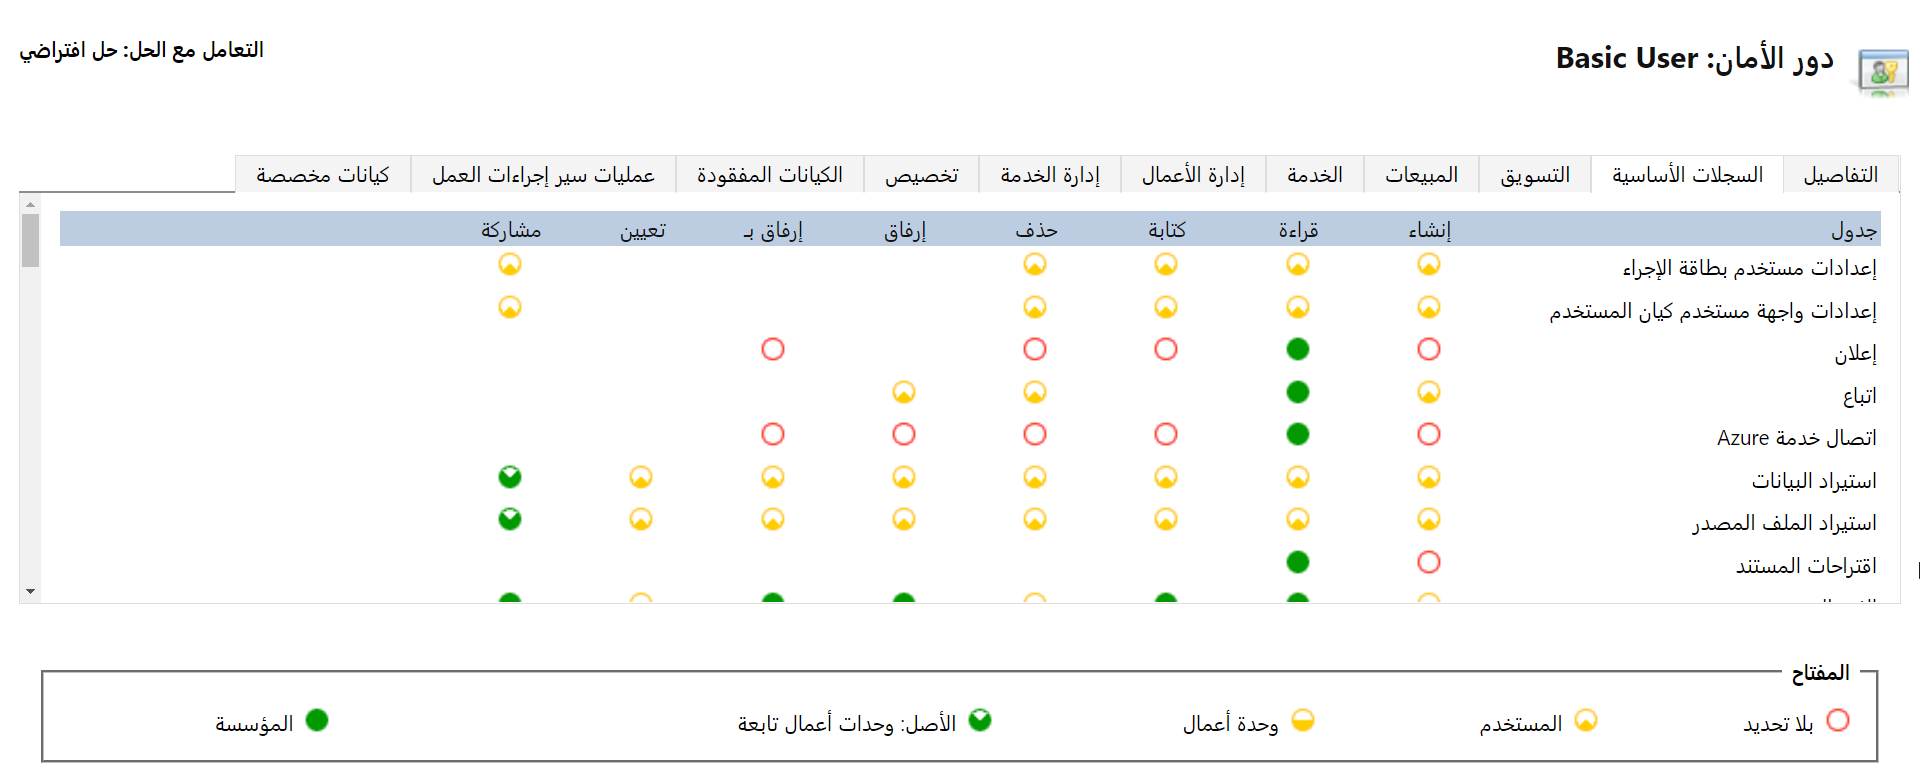 دور الأمان: Basic User
التعامل مع الحل: حل افتراضي
التفاصيل السجلات الأساسية التسويق المبيعات الخدمة إدارة الأعمال إدارة الخدمة تخصيص الكيانات المفقودة عمليات سير إجراءات العمل كيانات مخصصة
جدول إنشاء قراءة كتابة حذف إرفاق إرفاق بـ تعيين مشاركة
إعدادات مستخدم بطاقة الإجراء
إعدادات واجهة مستخدم كيان المستخدم
إعلان
اتباع
اتصال خدمة Azure
استيراد البيانات
استيراد الملف المصدر
اقتراحات المستند
المفتاح
بلا تحديد المستخدم وحدة أعمال الأصل: وحدات أعمال تابعة المؤسسة